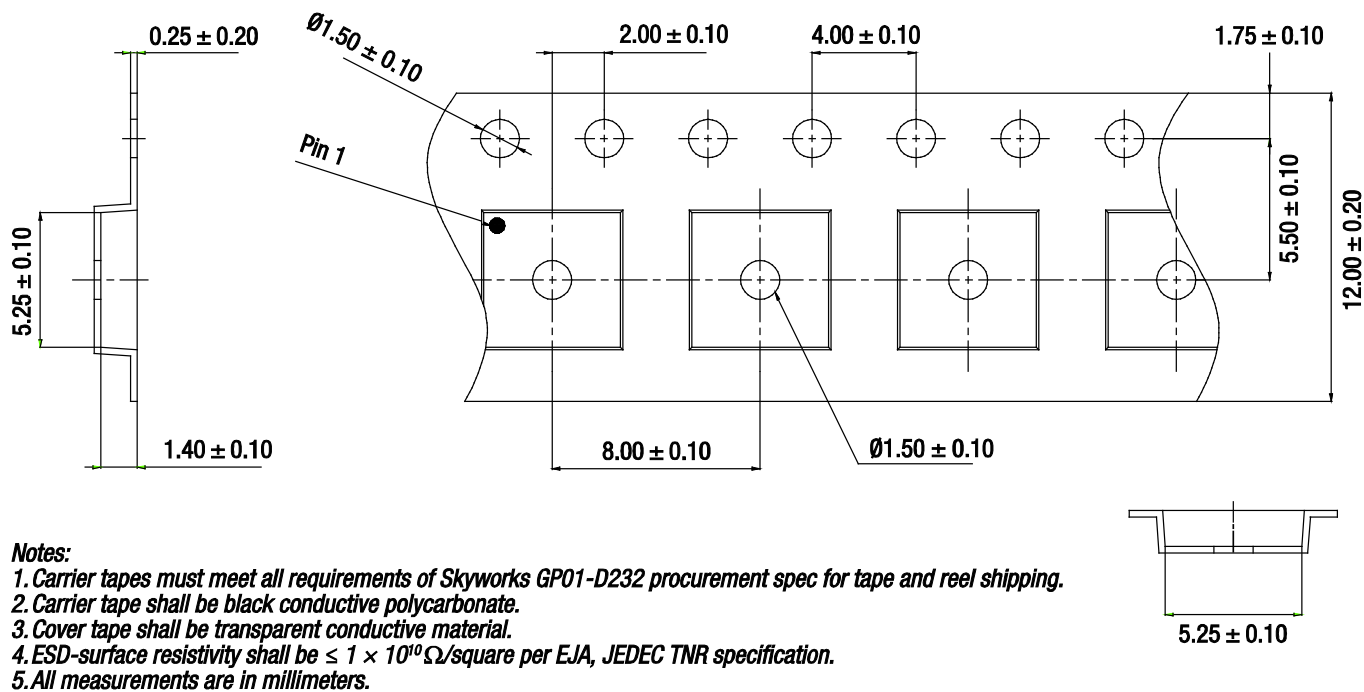 0.25 ± 0.20
Ø1.50 ± 0.10
2.00 ± 0.10
4.00 ± 0.10
1.75 ± 0.10
Pin 1
5.25 ± 0.10
5.50 ± 0.10
12.00 ± 0.20
1.40 ± 0.10
8.00 ± 0.10
Ø1.50 ± 0.10
5.25 ± 0.10
Notes:
1. Carrier tapes must meet all requirements of Skyworks GP01-D232 procurement spec for tape and reel shipping.
2. Carrier tape shall be black conductive polycarbonate.
3. Cover tape shall be transparent conductive material.
4. ESD-surface resistivity shall be ≤ 1 × 10¹⁰ Ω/square per EJA, JEDEC TNR specification.
5. All measurements are in millimeters.